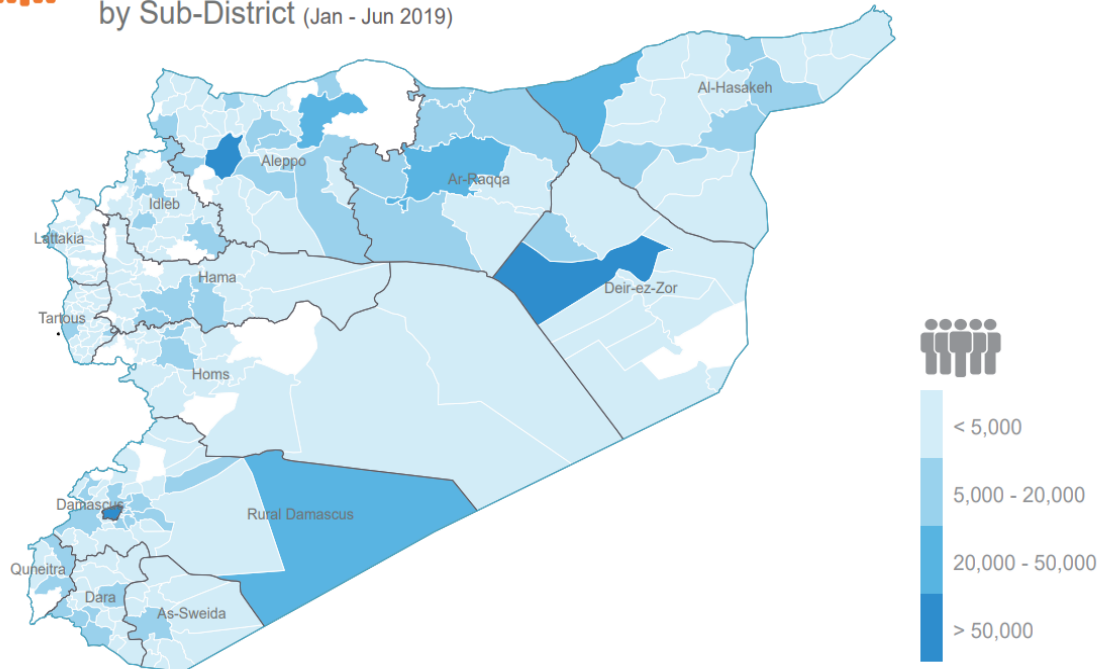 by Sub-District (Jan - Jun 2019)
Al-Hasakeh
Aleppo
Ar-Raqqa
Idleb
Lattakia
Hama
Deir-ez-Zor
Tartous
Homs
Damascus
Rural Damascus
Quneitra
Dara
As-Sweida
< 5,000
5,000 - 20,000
20,000 - 50,000
> 50,000